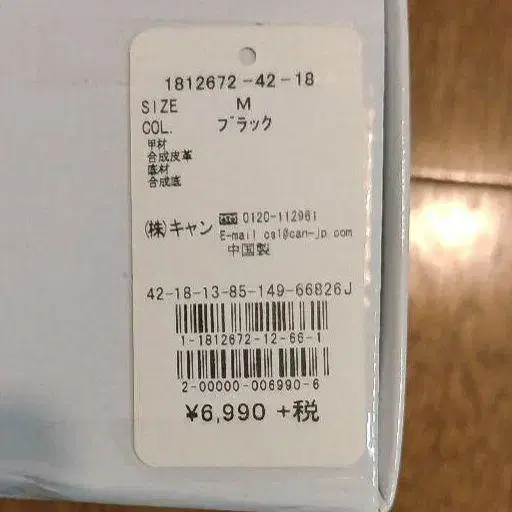 1812672-42-18
SIZE M
COL. ブラック
甲材
合成皮革
底材
合成底
(株)キャン 0120-112961
E-mail csl@can-jp.com
中国製
42-18-13-85-149-66826J
1-1812672-12-66-1
2-00000-006990-6
¥6,990 +税